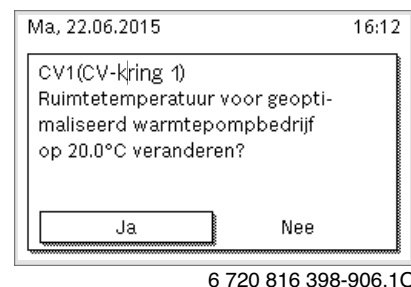 Ma, 22.06.2015 16:12
CV1(CV-kring 1)
Ruimtetemperatuur voor geopti-
maliseerd warmtepompbedrijf
op 20.0°C veranderen?
Ja Nee
6 720 816 398-906.1O